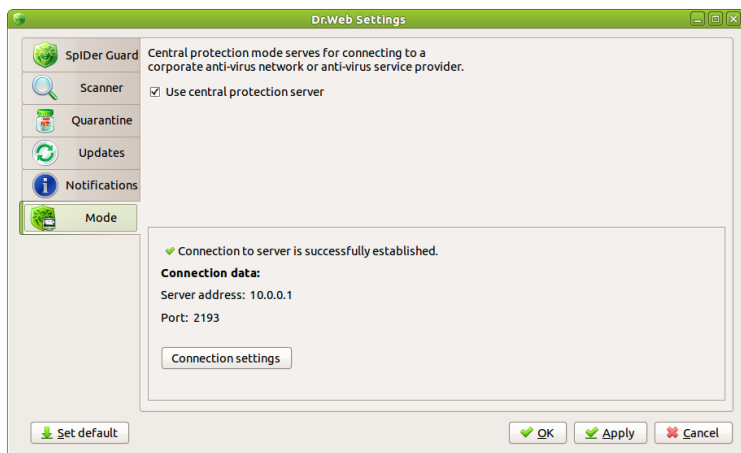 Dr.Web Settings
SpIDer Guard
Scanner
Quarantine
Updates
Notifications
Mode
Central protection mode serves for connecting to a
corporate anti-virus network or anti-virus service provider.
Use central protection server
Connection to server is successfully established.
Connection data:
Server address: 10.0.0.1
Port: 2193
Connection settings
Set default
OK
Apply
Cancel